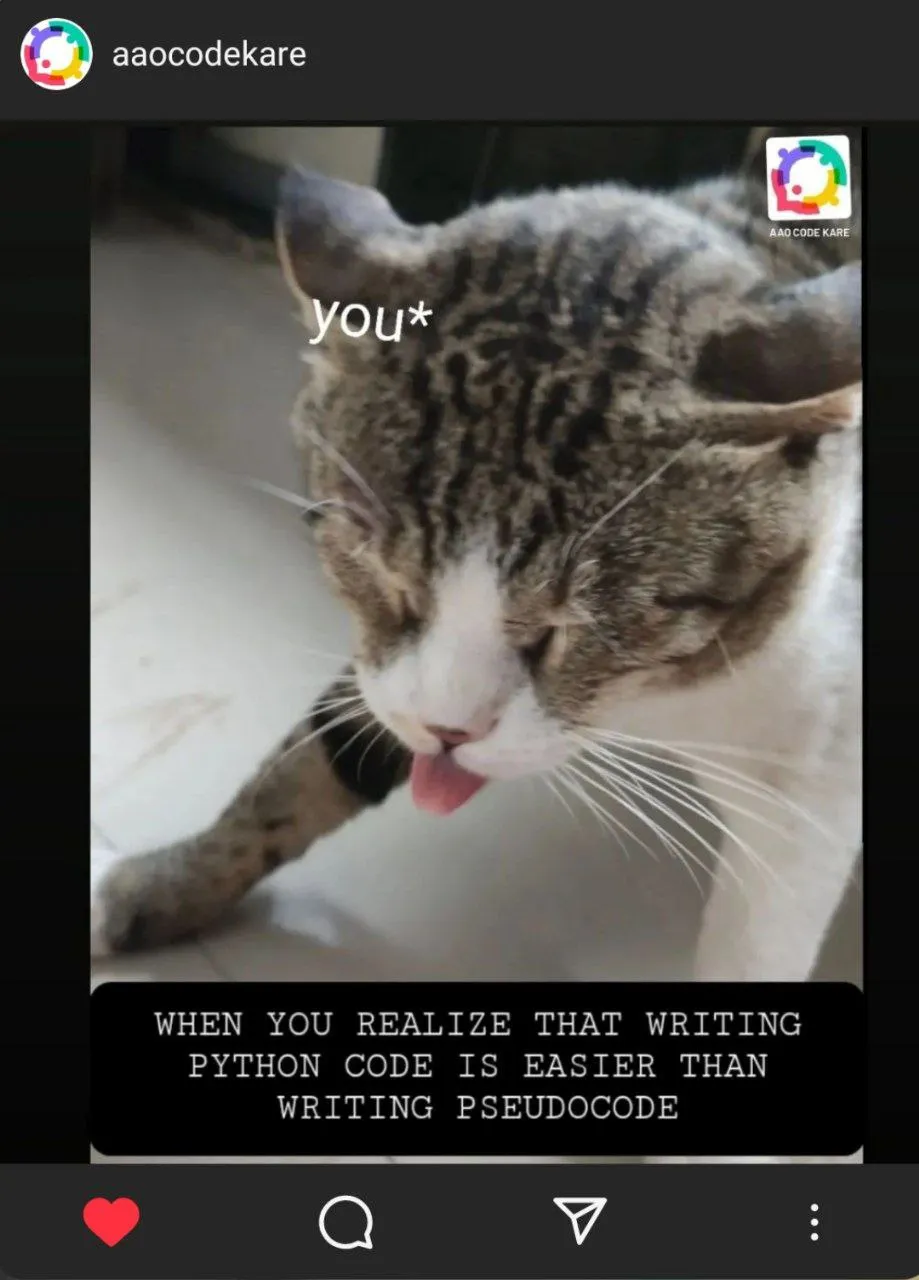 aaocodekare
AAO CODE KARE
you*
WHEN YOU REALIZE THAT WRITING
PYTHON CODE IS EASIER THAN
WRITING PSEUDOCODE